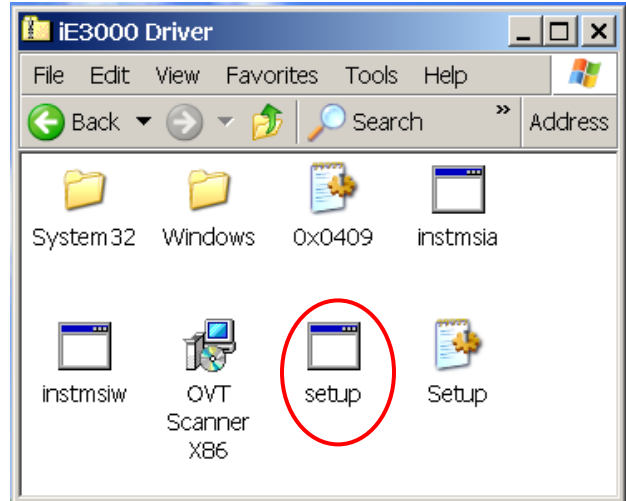 iE3000 Driver
File Edit View Favorites Tools Help
Back Search » Address
System32 Windows 0x0409 instmsia
instmsiw OVT Scanner X86 setup Setup